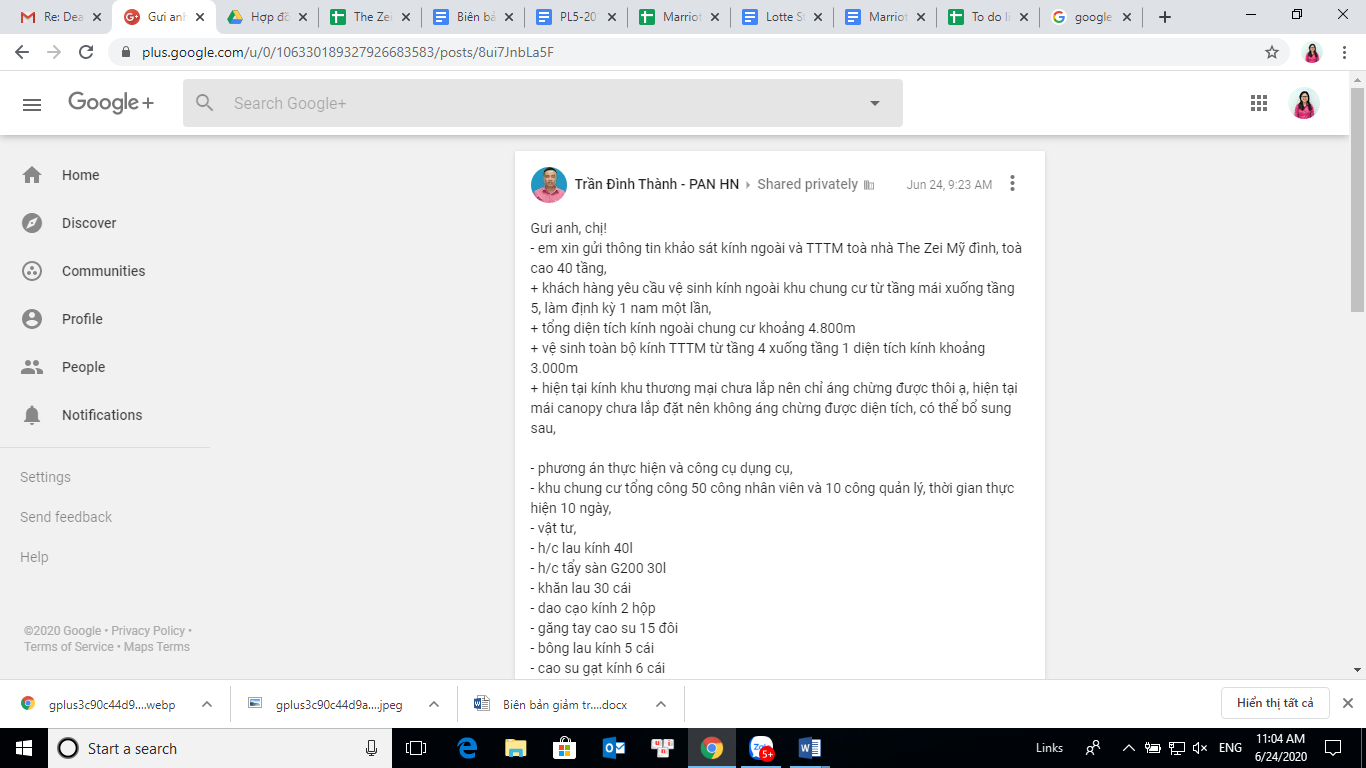 Re: Dea
Gưi anh
Hợp đồ
The Zei
Biên bả
PL5-20
Marriot
Lotte St
Marriot
To do li
google
plus.google.com/u/0/106330189327926683583/posts/8ui7JnbLa5F
Google+
Search Google+
Home
Discover
Communities
Profile
People
Notifications
Settings
Send feedback
Help
©2020 Google • Privacy Policy •
Terms of Service • Maps Terms
Trần Đình Thành - PAN HN
Shared privately
Jun 24, 9:23 AM
Gưi anh, chị!
- em xin gửi thông tin khảo sát kính ngoài và TTTM toà nhà The Zei Mỹ đình, toà
cao 40 tầng,
+ khách hàng yêu cầu vệ sinh kính ngoài khu chung cư từ tầng mái xuống tầng
5, làm định kỳ 1 nam một lần,
+ tổng diện tích kính ngoài chung cư khoảng 4.800m
+ vệ sinh toàn bộ kính TTTM từ tầng 4 xuống tầng 1 diện tích kính khoảng
3.000m
+ hiện tại kính khu thương mại chưa lắp nên chỉ áng chừng được thôi ạ, hiện tại
mái canopy chưa lắp đặt nên không áng chừng được diện tích, có thể bổ sung
sau,
- phương án thực hiện và công cụ dụng cụ,
- khu chung cư tổng công 50 công nhân viên và 10 công quản lý, thời gian thực
hiện 10 ngày,
- vật tư,
- h/c lau kính 40l
- h/c tẩy sàn G200 30l
- khăn lau 30 cái
- dao cạo kính 2 hộp
- găng tay cao su 15 đôi
- bông lau kính 5 cái
- cao su gạt kính 6 cái
gplus3c90c44d9....webp
gplus3c90c44d9a....jpeg
Biên bản giảm tr....docx
Hiển thị tất cả
Start a search
5+
Links
ENG
11:04 AM
6/24/2020